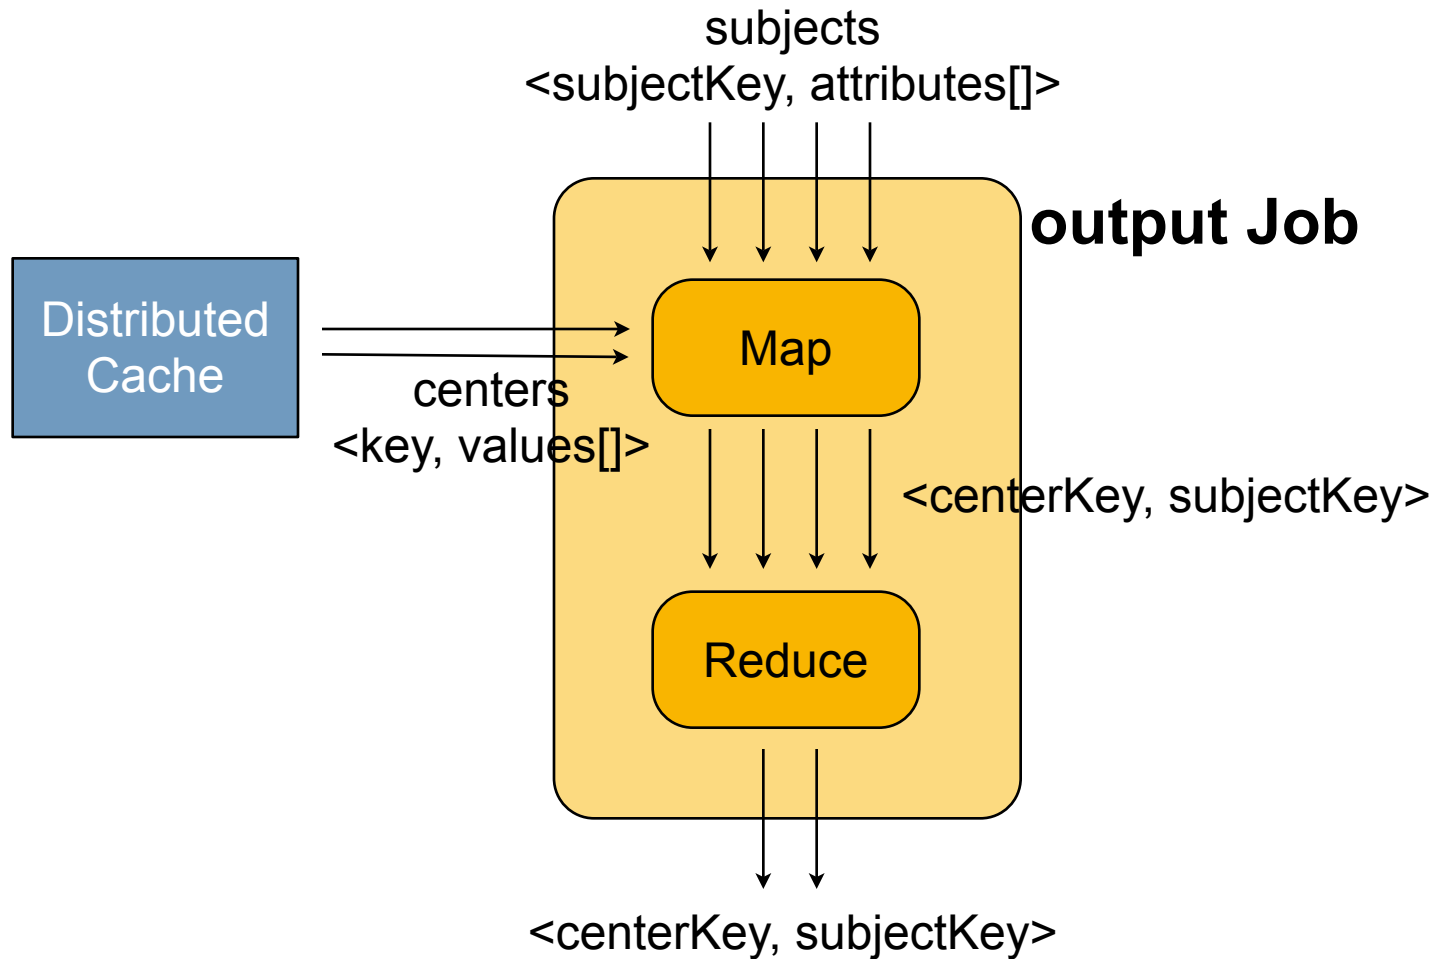 subjects
<subjectKey, attributes[]>
output Job
Distributed
Cache
Map
centers
<key, values[]>
<centerKey, subjectKey>
Reduce
<centerKey, subjectKey>